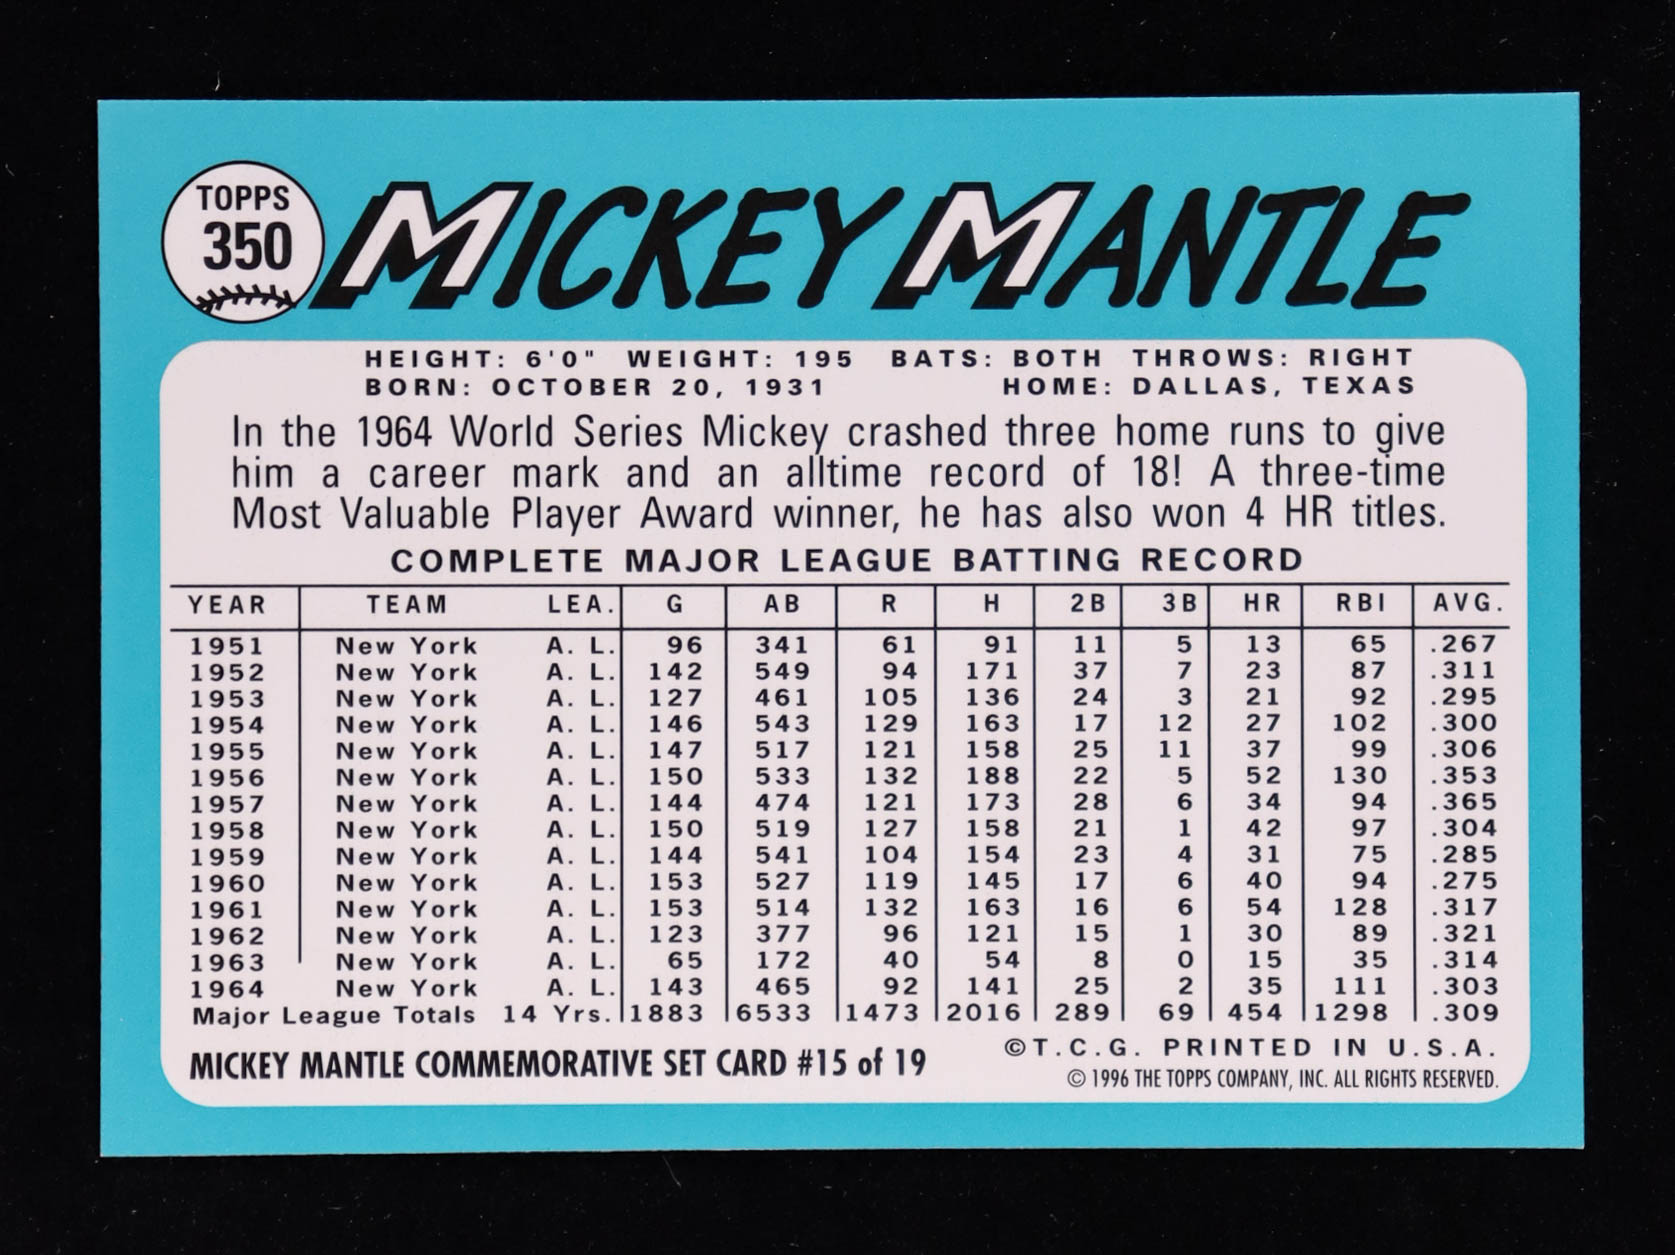 TOPPS
350
MICKEY MANTLE
HEIGHT: 6'0" WEIGHT: 195 BATS: BOTH THROWS: RIGHT
BORN: OCTOBER 20, 1931 HOME: DALLAS, TEXAS
In the 1964 World Series Mickey crashed three home runs to give
him a career mark and an alltime record of 18! A three-time
Most Valuable Player Award winner, he has also won 4 HR titles.
COMPLETE MAJOR LEAGUE BATTING RECORD
YEAR TEAM LEA. G AB R H 2B 3B HR RBI AVG.
1951 New York A. L. 96 341 61 91 11 5 13 65 .267
1952 New York A. L. 142 549 94 171 37 7 23 87 .311
1953 New York A. L. 127 461 105 136 24 3 21 92 .295
1954 New York A. L. 146 543 129 163 17 12 27 102 .300
1955 New York A. L. 147 517 121 158 25 11 37 99 .306
1956 New York A. L. 150 533 132 188 22 5 52 130 .353
1957 New York A. L. 144 474 121 173 28 6 34 94 .365
1958 New York A. L. 150 519 127 158 21 1 42 97 .304
1959 New York A. L. 144 541 104 154 23 4 31 75 .285
1960 New York A. L. 153 527 119 145 17 6 40 94 .275
1961 New York A. L. 153 514 132 163 16 6 54 128 .317
1962 New York A. L. 123 377 96 121 15 1 30 89 .321
1963 New York A. L. 65 172 40 54 8 0 15 35 .314
1964 New York A. L. 143 465 92 141 25 2 35 111 .303
Major League Totals 14 Yrs. 1883 6533 1473 2016 289 69 454 1298 .309
MICKEY MANTLE COMMEMORATIVE SET CARD #15 of 19
©T.C.G. PRINTED IN U.S.A.
© 1996 THE TOPPS COMPANY, INC. ALL RIGHTS RESERVED.